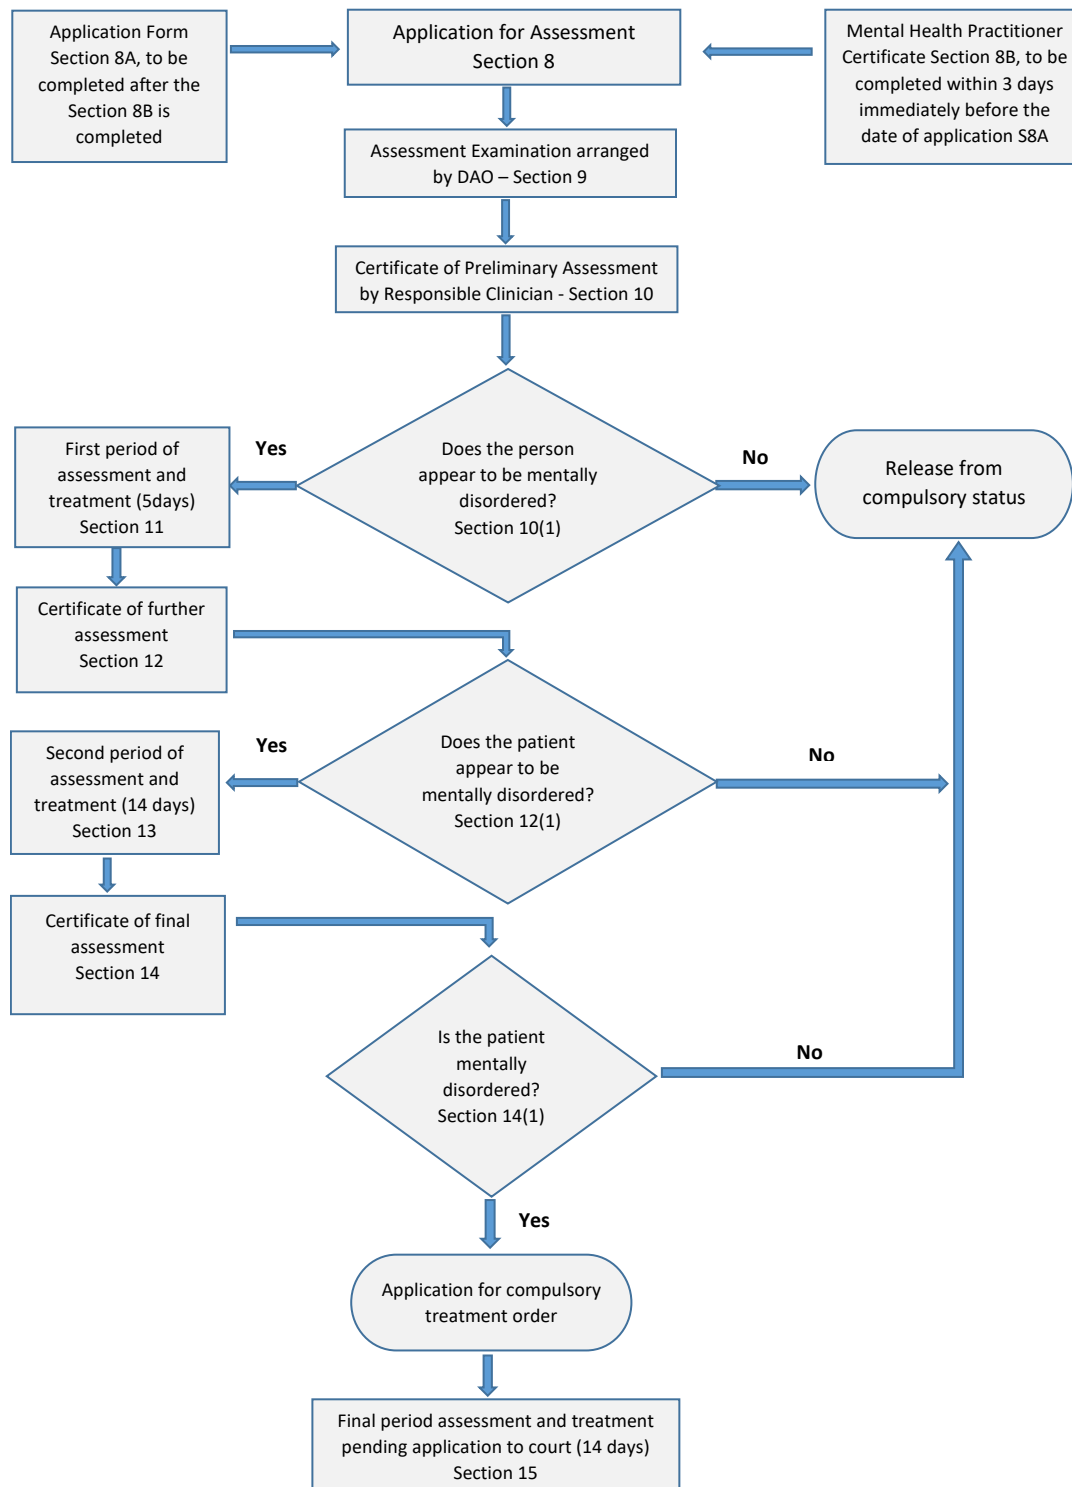 Application Form
Section 8A, to be
completed after the
Section 8B is
completed
Application for Assessment
Section 8
Mental Health Practitioner
Certificate Section 8B, to be
completed within 3 days
immediately before the
date of application S8A
Assessment Examination arranged
by DAO – Section 9
Certificate of Preliminary Assessment
by Responsible Clinician - Section 10
Does the person
appear to be mentally
disordered?
Section 10(1)
Yes
No
First period of
assessment and
treatment (5days)
Section 11
Release from
compulsory status
Certificate of further
assessment
Section 12
Does the patient
appear to be
mentally disordered?
Section 12(1)
Yes
No
Second period of
assessment and
treatment (14 days)
Section 13
Certificate of final
assessment
Section 14
Is the patient
mentally
disordered?
Section 14(1)
No
Yes
Application for compulsory
treatment order
Final period assessment and treatment
pending application to court (14 days)
Section 15